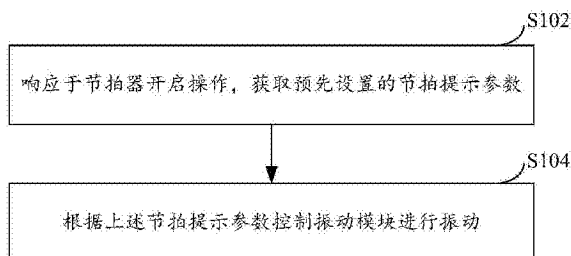 S102
响应于节拍器开启操作，获取预先设置的节拍提示参数
S104
根据上述节拍提示参数控制振动模块进行振动